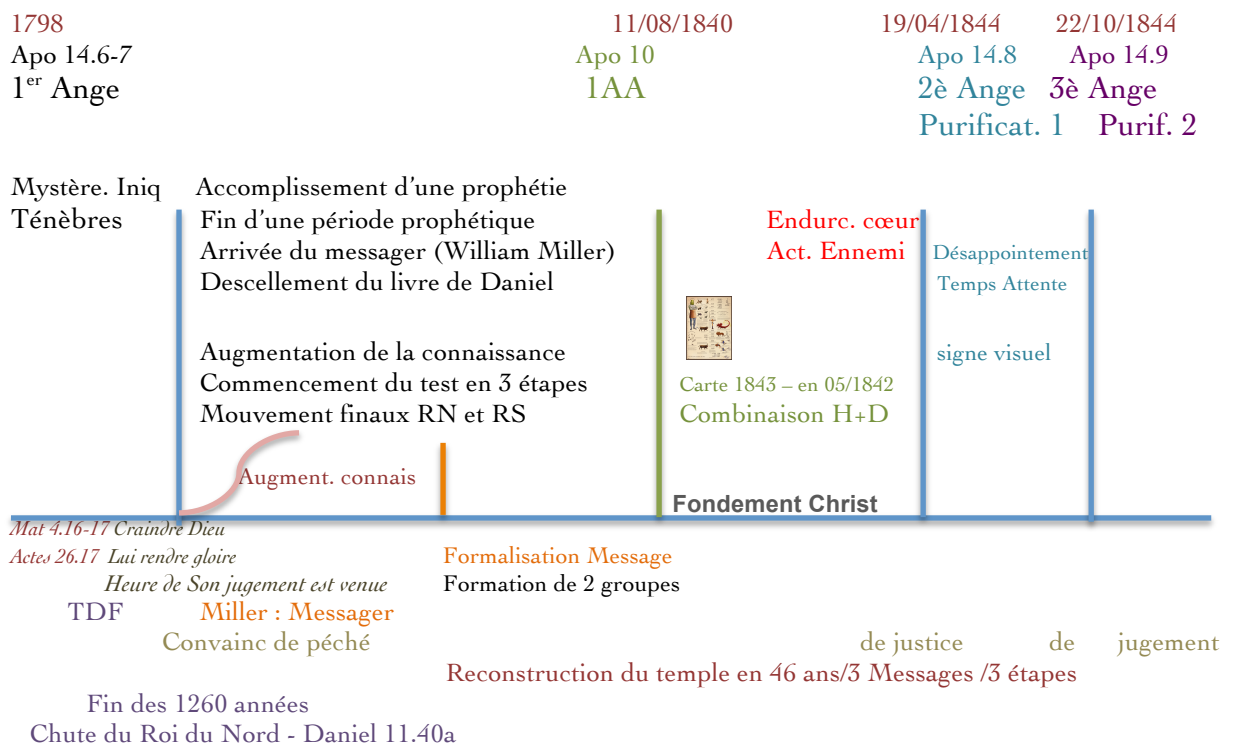 1798 11/08/1840 19/04/1844 22/10/1844
Apo 14.6-7 Apo 10 Apo 14.8 Apo 14.9
1er Ange 1AA 2è Ange 3è Ange
Purificat. 1 Purif. 2
Mystère. Iniq Accomplissement d’une prophétie
Ténèbres Fin d’une période prophétique Endurc. cœur
Arrivée du messager (William Miller) Act. Ennemi Désappointement
Descellement du livre de Daniel Temps Attente
Augmentation de la connaissance signe visuel
Commencement du test en 3 étapes Carte 1843 – en 05/1842
Mouvement finaux RN et RS Combinaison H+D
Augment. connais
Fondement Christ
Mat 4.16-17 Craindre Dieu
Actes 26.17 Lui rendre gloire Formalisation Message
Heure de Son jugement est venue Formation de 2 groupes
TDF Miller : Messager
Convainc de péché de justice de jugement
Reconstruction du temple en 46 ans/3 Messages /3 étapes
Fin des 1260 années
Chute du Roi du Nord - Daniel 11.40a